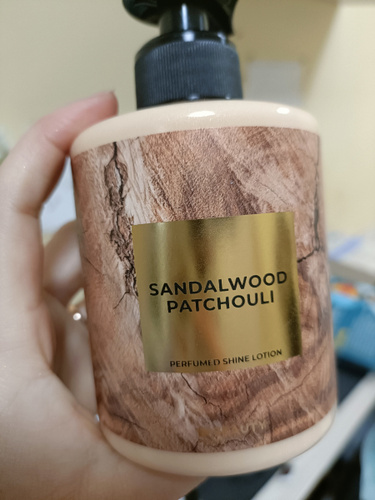 SANDALWOOD
PATCHOULI
PERFUMED SHINE LOTION